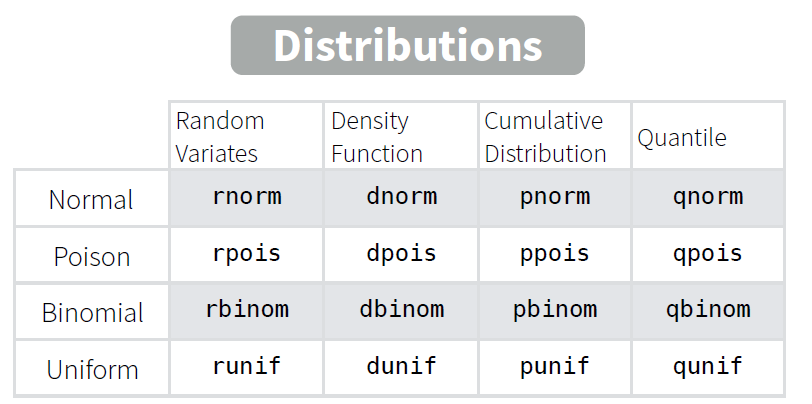 Distributions
Random Variates
Density Function
Cumulative Distribution
Quantile
Normal rnorm dnorm pnorm qnorm
Poison rpois dpois ppois qpois
Binomial rbinom dbinom pbinom qbinom
Uniform runif dunif punif qunif